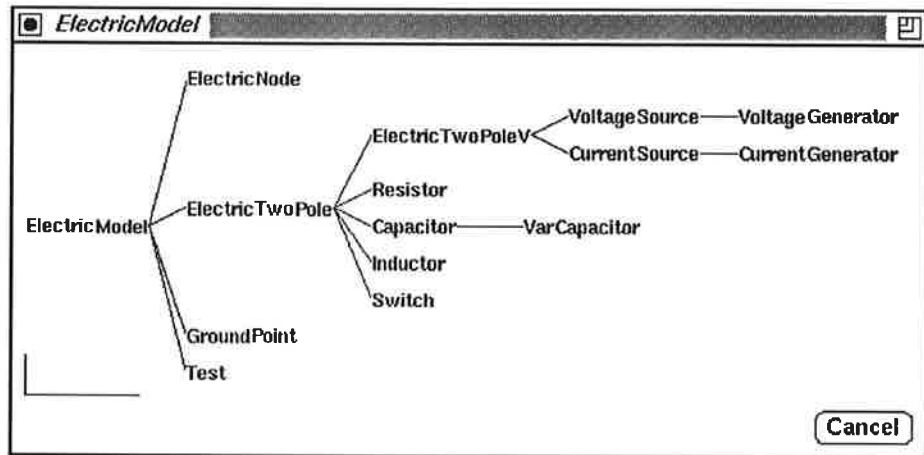 ElectricModel
ElectricNode
VoltageSource VoltageGenerator
ElectricTwoPoleV
CurrentSource CurrentGenerator
Resistor
ElectricTwoPole
ElectricModel
Capacitor VarCapacitor
Inductor
Switch
GroundPoint
Test
Cancel